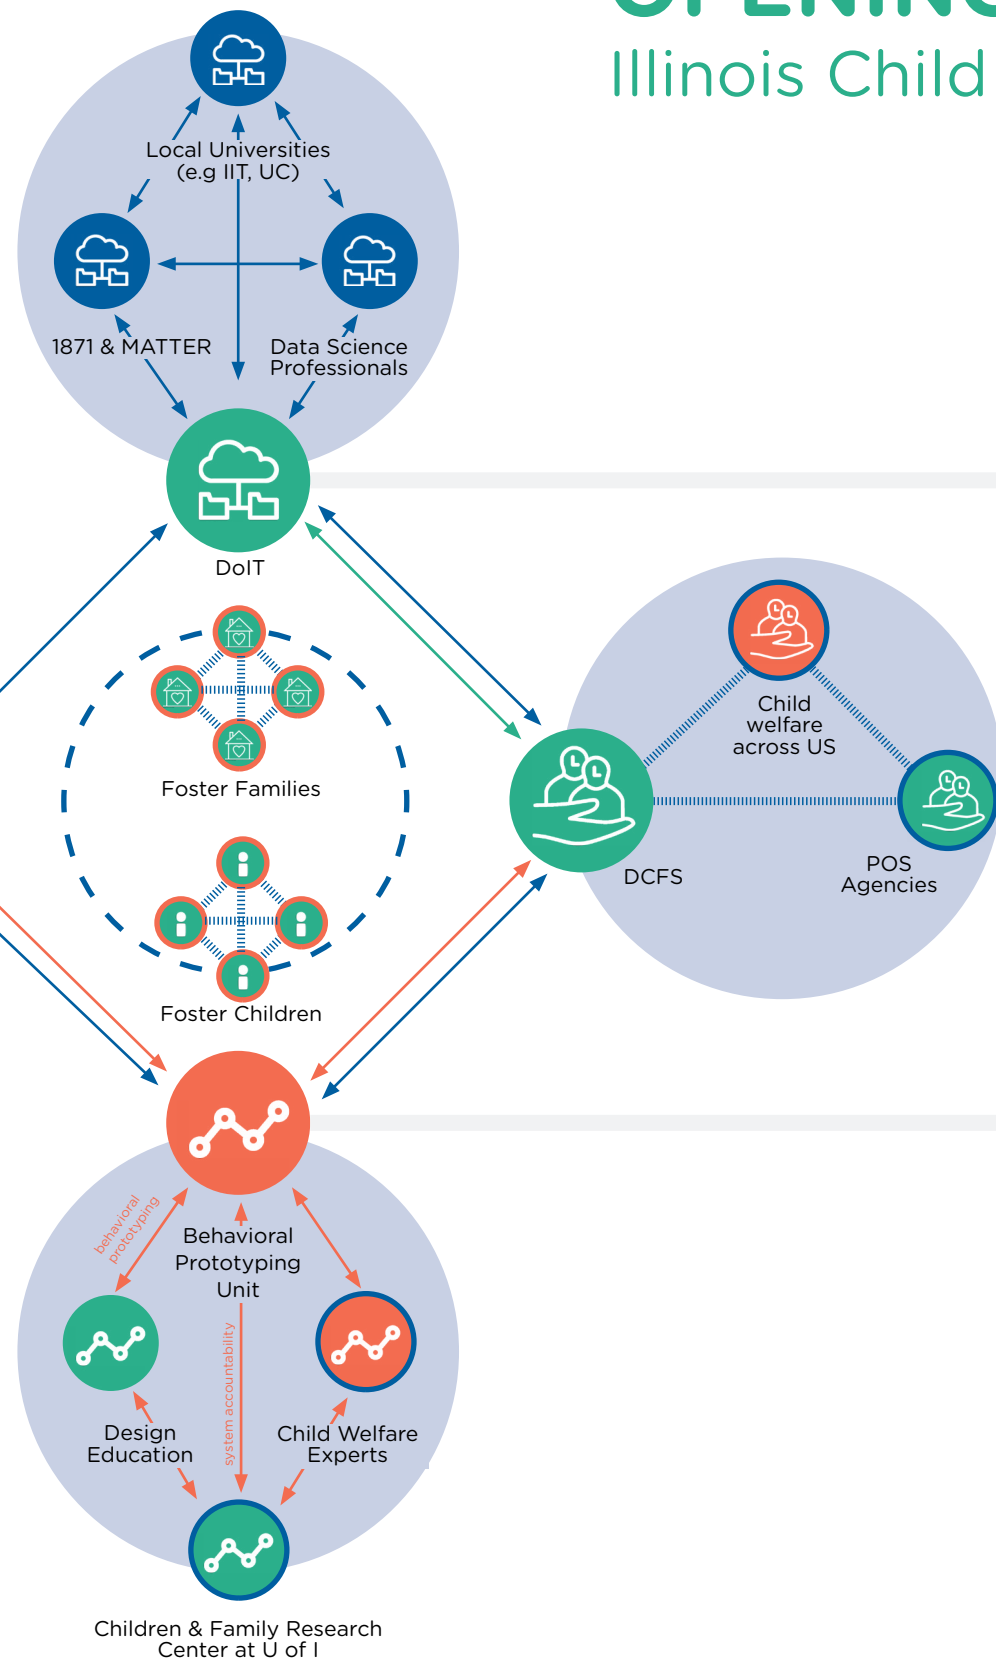 OPENING
Illinois Child
Local Universities
(e.g IIT, UC)
1871 & MATTER
Data Science
Professionals
DoIT
Foster Families
Child
welfare
across US
DCFS
POS
Agencies
Foster Children
behavioral
prototyping
Behavioral
Prototyping
Unit
system accountability
Design
Education
Child Welfare
Experts
Children & Family Research
Center at U of I